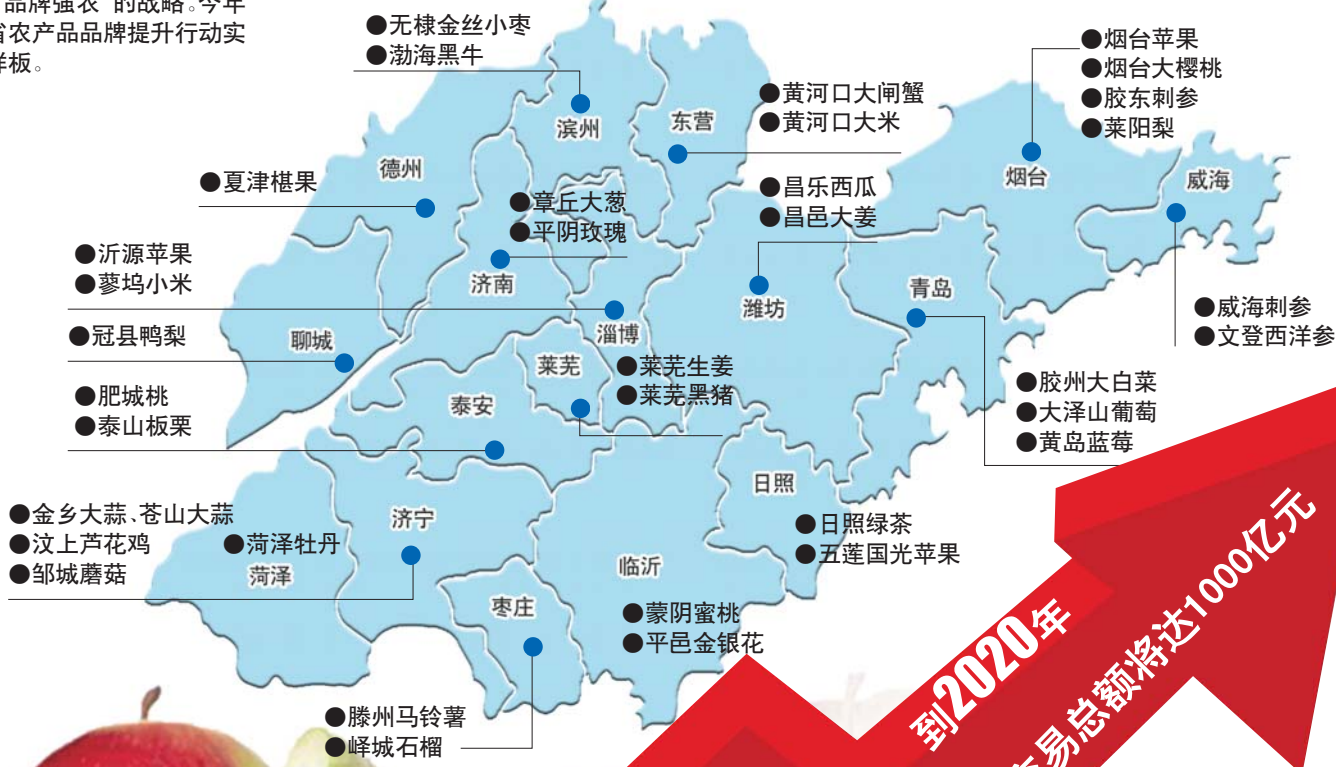 品牌强农”的战略。今年
省农产品品牌提升行动实
样板。
●无棣金丝小枣
●渤海黑牛
滨州
东营
●黄河口大闸蟹
●黄河口大米
●烟台苹果
●烟台大樱桃
●胶东刺参
●莱阳梨
烟台
威海
●威海刺参
●文登西洋参
德州
●夏津椹果
●章丘大葱
●平阴玫瑰
济南
●昌乐西瓜
●昌邑大姜
潍坊
青岛
●胶州大白菜
●大泽山葡萄
●黄岛蓝莓
●沂源苹果
●蓼坞小米
淄博
●冠县鸭梨
聊城
莱芜
●莱芜生姜
●莱芜黑猪
●肥城桃
●泰山板栗
泰安
日照
●日照绿茶
●五莲国光苹果
●金乡大蒜、苍山大蒜
●汶上芦花鸡
●邹城蘑菇
济宁
●菏泽牡丹
菏泽
临沂
●蒙阴蜜桃
●平邑金银花
枣庄
●滕州马铃薯
●峄城石榴
到2020年
交易总额将达1000亿元